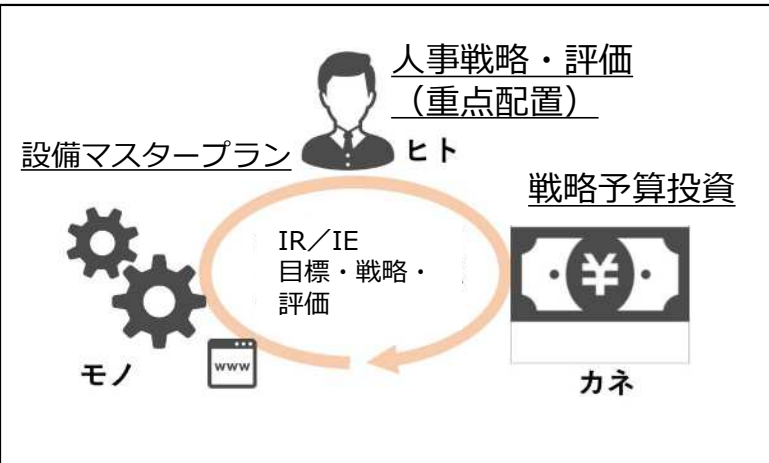 人事戦略・評価
（重点配置）
ヒト
設備マスタープラン
戦略予算投資
IR／IE
目標・戦略・
評価
¥
www
モノ
カネ